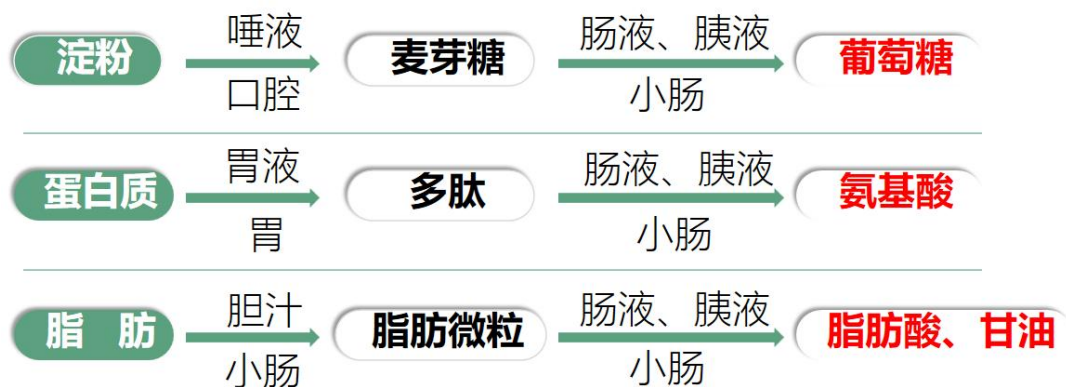 唾液 肠液、胰液
淀粉 麦芽糖 葡萄糖
口腔 小肠
胃液 肠液、胰液
蛋白质 多肽 氨基酸
胃 小肠
胆汁 肠液、胰液
脂 肪 脂肪微粒 脂肪酸、甘油
小肠 小肠